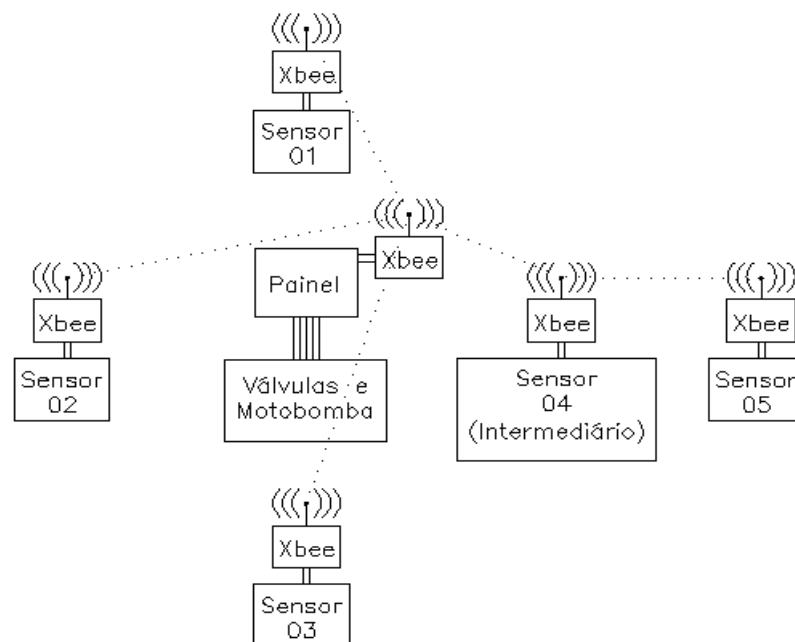 Xbee
Sensor
01
Xbee
Painel
Xbee
Sensor
02
Válvulas e
Motobomba
Xbee
Sensor
04
(Intermediário)
Xbee
Sensor
05
Xbee
Sensor
03